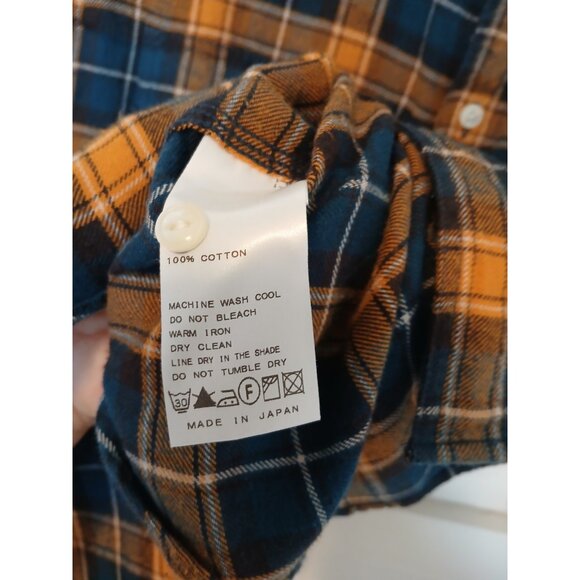 100% COTTON
MACHINE WASH COOL
DO NOT BLEACH
WARM IRON
DRY CLEAN
LINE DRY IN THE SHADE
DO NOT TUMBLE DRY
30 F
MADE IN JAPAN